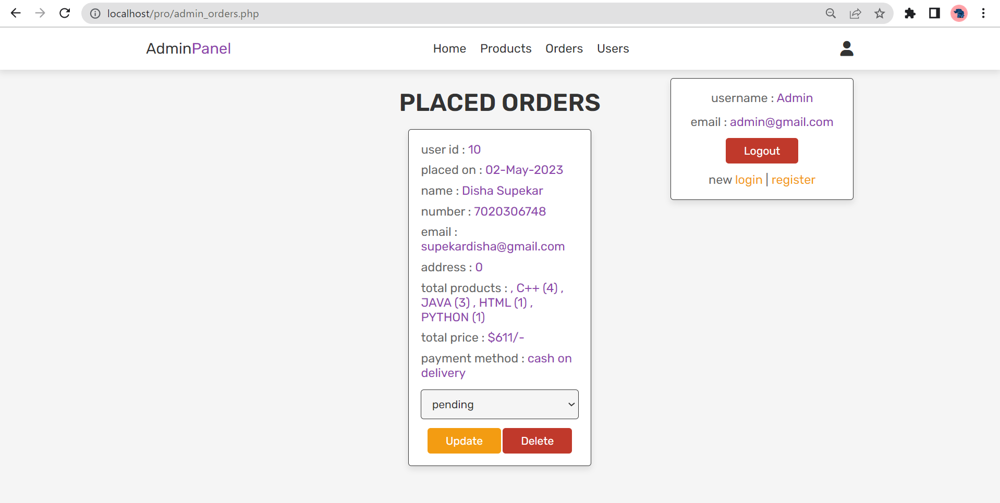 localhost/pro/admin_orders.php
AdminPanel
Home Products Orders Users
PLACED ORDERS
user id : 10
placed on : 02-May-2023
name : Disha Supekar
number : 7020306748
email :
supekardisha@gmail.com
address : 0
total products : , C++ (4) ,
JAVA (3) , HTML (1) ,
PYTHON (1)
total price : $611/-
payment method : cash on
delivery
pending
Update Delete
username : Admin
email : admin@gmail.com
Logout
new login | register